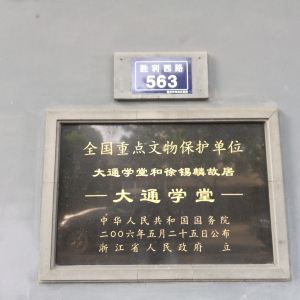 胜利西路
563
全国重点文物保护单位
大通学堂和徐锡麟故居
—大通学堂—
中华人民共和国国务院
二〇〇六年五月二十五日公布
浙江省人民政府 立